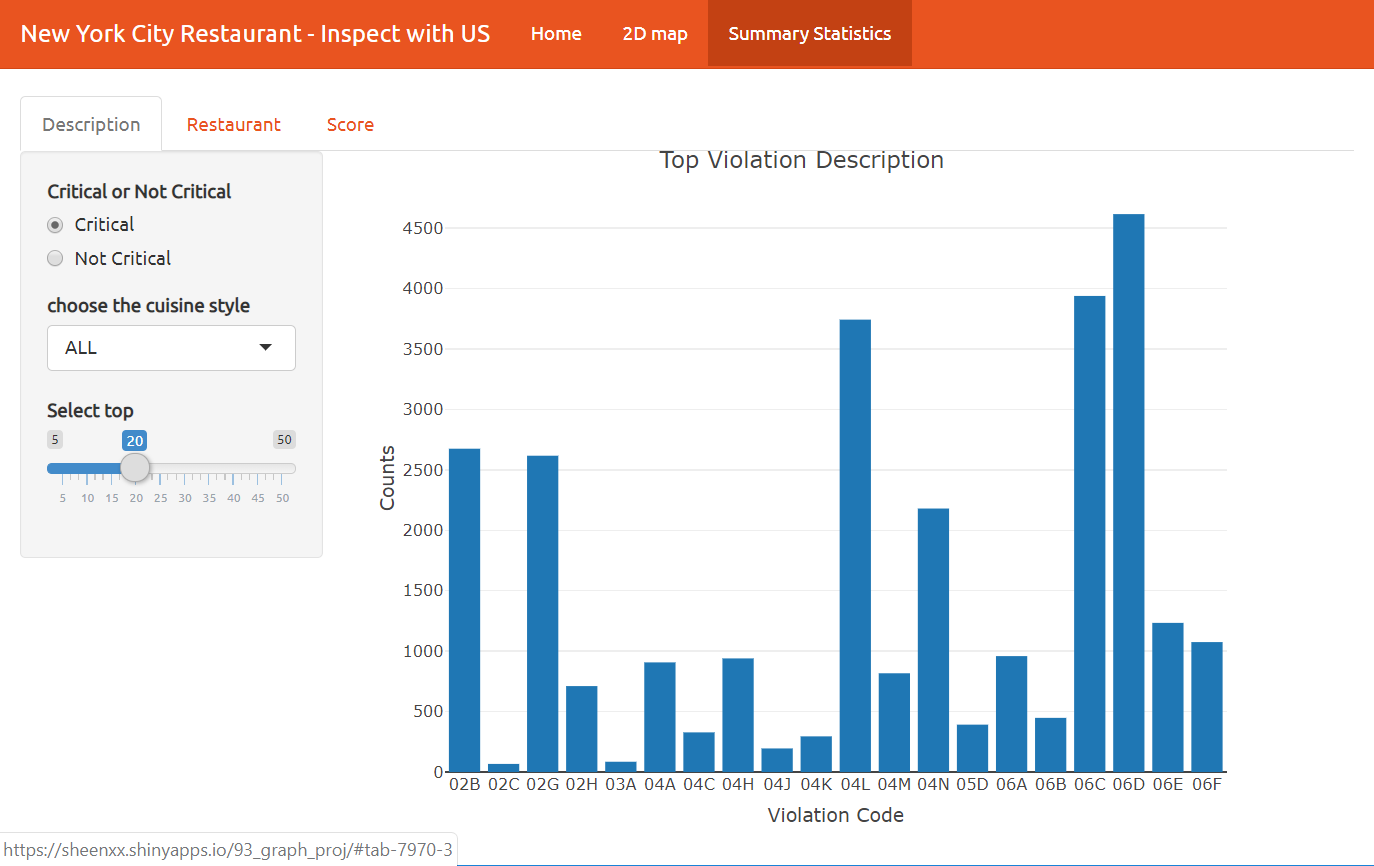 New York City Restaurant - Inspect with US Home 2D map Summary Statistics
Description Restaurant Score
Critical or Not Critical
Critical
Not Critical
choose the cuisine style
ALL
Select top
5 20 50
5 10 15 20 25 30 35 40 45 50
Top Violation Description
4500
4000
3500
3000
2500
2000
1500
1000
500
0
Counts
02B 02C 02G 02H 03A 04A 04C 04H 04J 04K 04L 04M 04N 05D 06A 06B 06C 06D 06E 06F
Violation Code
https://sheenxx.shinyapps.io/93_graph_proj/#tab-7970-3